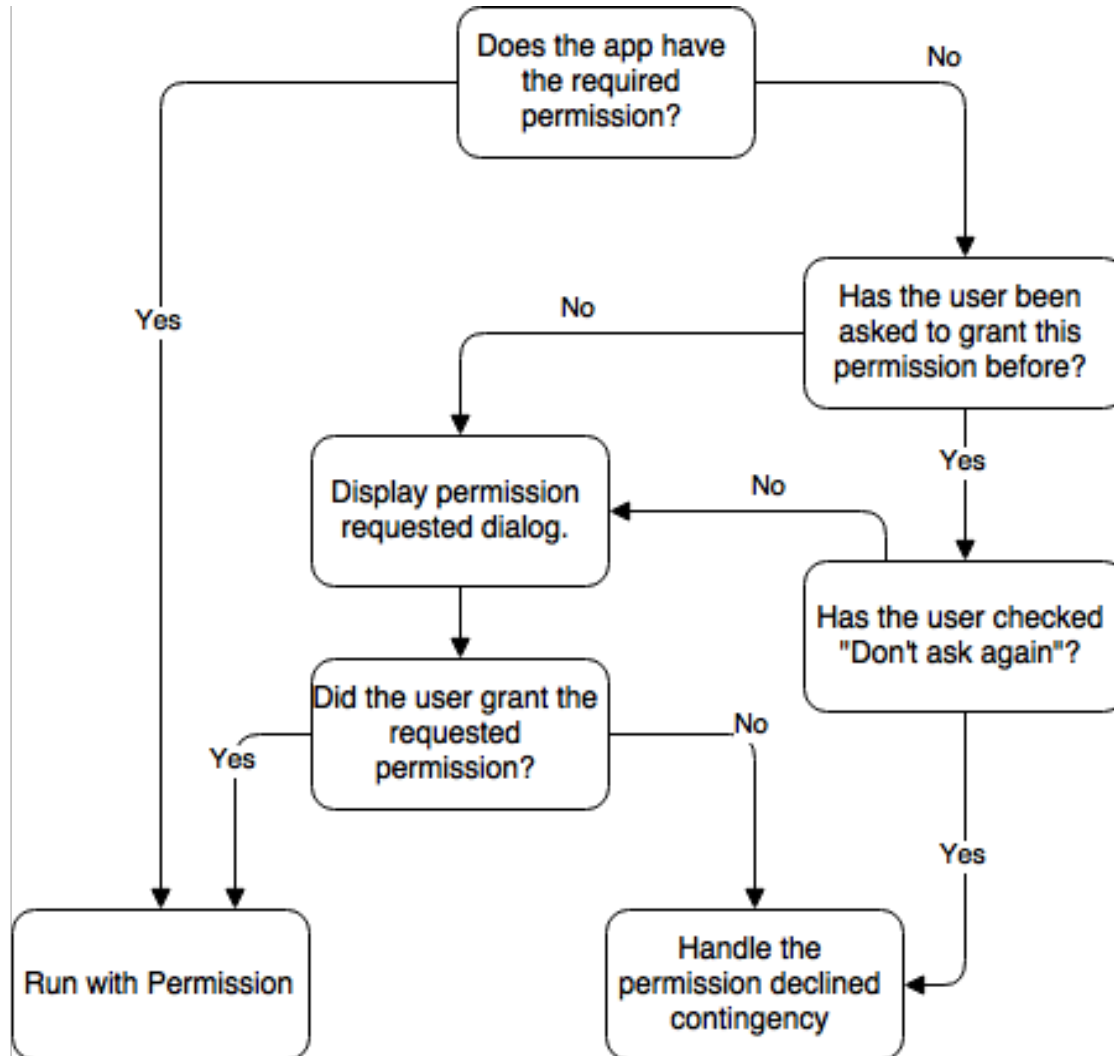 Does the app have
the required
permission?
No
Yes
Has the user been
asked to grant this
permission before?
No
Yes
Display permission
requested dialog.
No
Has the user checked
"Don't ask again"?
Did the user grant the
requested
permission?
Yes
No
Yes
Run with Permission
Handle the
permission declined
contingency